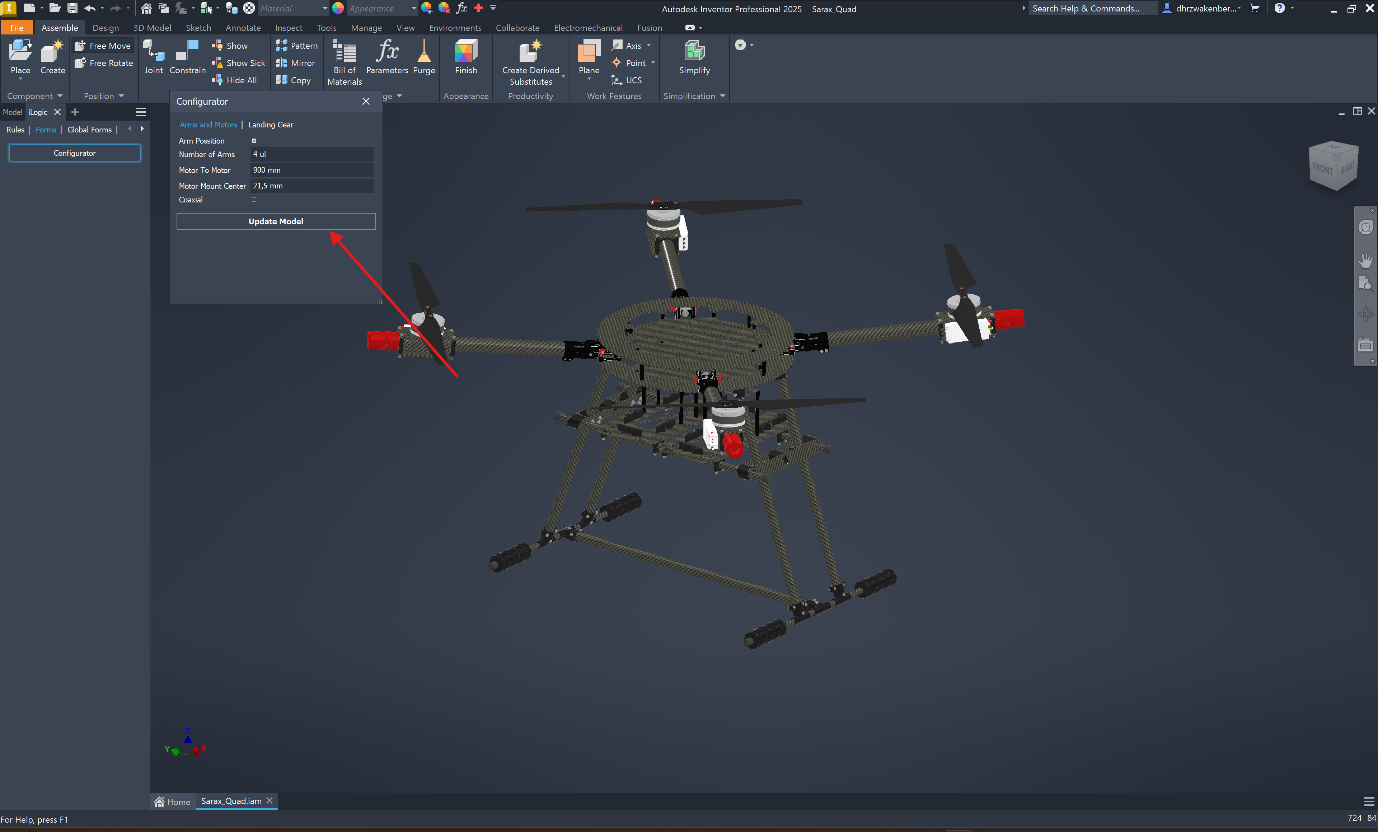 Material
Appearance
Autodesk Inventor Professional 2025 Sarax_Quad
Search Help & Commands...
dhrzwakenber...
File Assemble Design 3D Model Sketch Annotate Inspect Tools Manage View Environments Collaborate Electromechanical Fusion
Free Move
Free Rotate
Show
Show Sick
Hide All
Pattern
Mirror
Copy
Axis
Point
UCS
Place Create Joint Constrain
Bill of
Materials
Parameters Purge Finish
Create Derived
Substitutes
Plane Simplify
Component Position ge Appearance Productivity Work Features Simplification
Model iLogic
Rules | Forms | Global Forms |
Configurator
Configurator
Arms and Motors | Landing Gear
Arm Possition
Number of Arms 4 ul
Motor To Motor 900 mm
Motor Mount Center 71,5 mm
Coaxial
Update Model
FRONT RIGHT
Z
Y
X
Home Sarax_Quad.iam
For Help, press F1
724 84